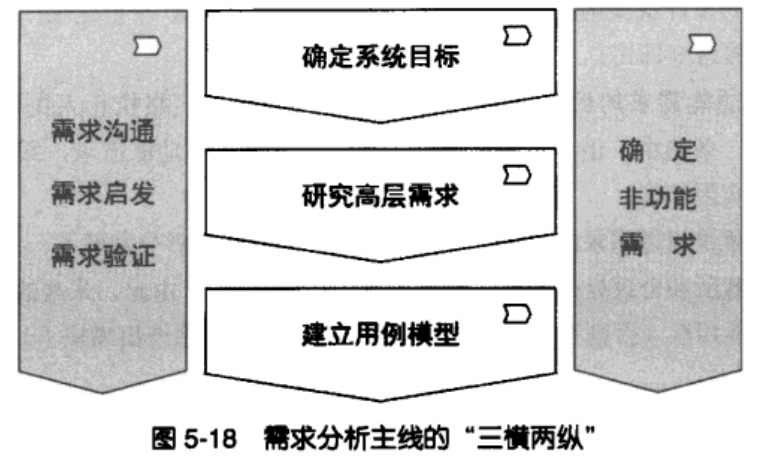 需求沟通
需求启发
需求验证
确定系统目标
研究高层需求
建立用例模型
确 定
非功能
需 求
图 5-18 需求分析主线的“三横两纵”